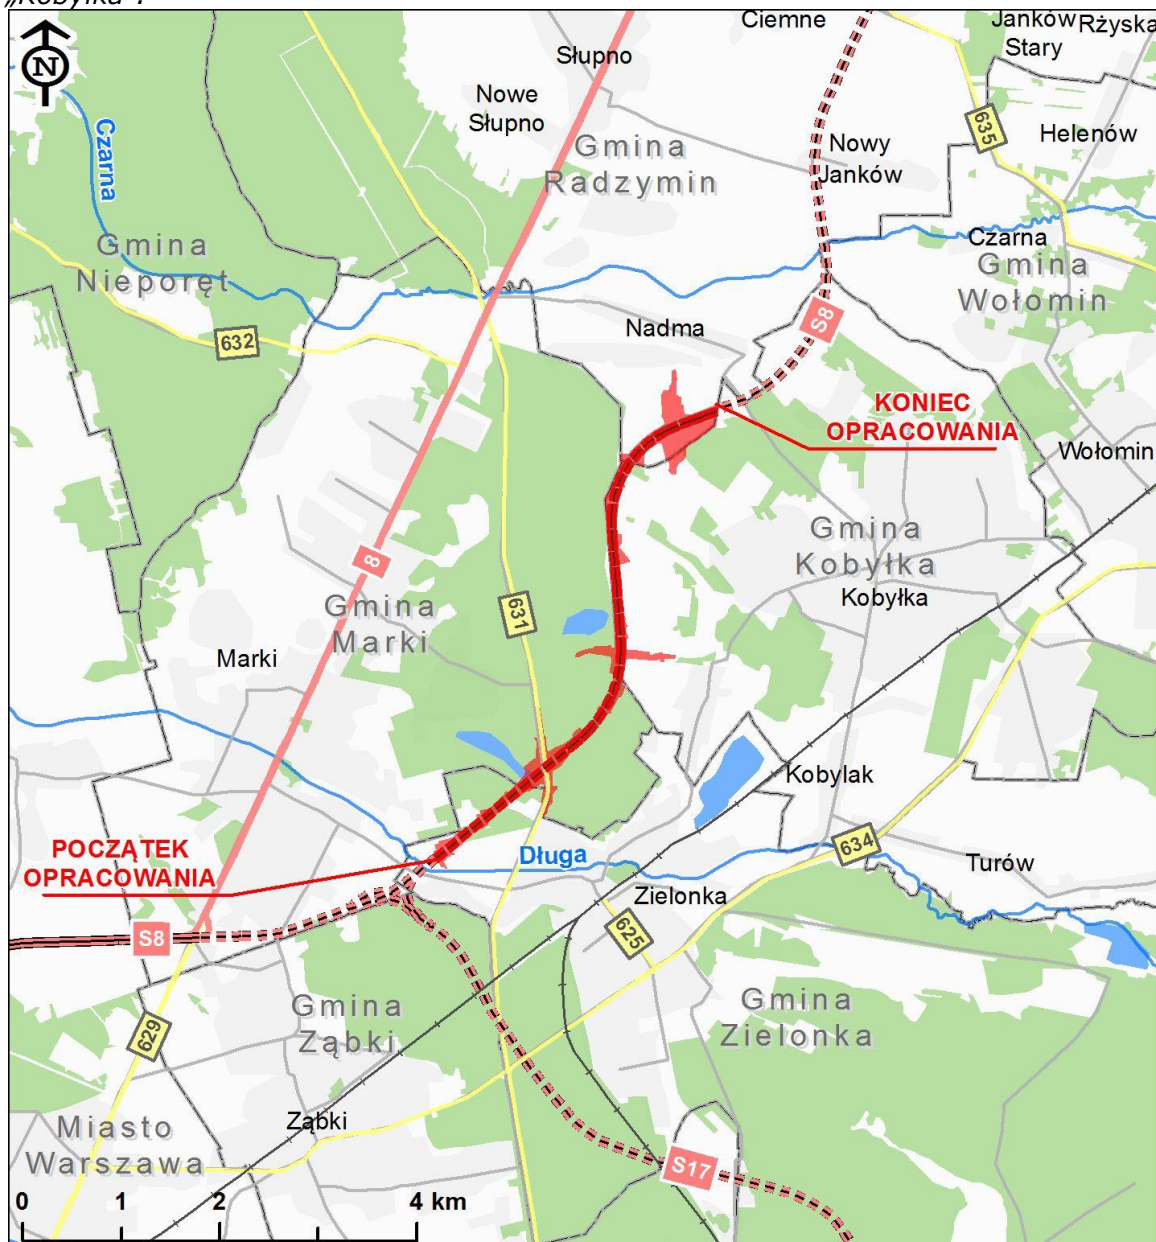 „Kobyłka".
N
Ciemne
Janków
Stary
Rżyska
Słupno
Nowe
Słupno
635
Helenów
Czarna
Gmina
Radzymin
Nowy
Janków
Gmina
Nieporęt
Czarna
Gmina
Wołomin
632
Nadma
S8
KONIEC
OPRACOWANIA
Wołomin
8
Gmina
Kobyłka
Kobyłka
631
Gmina
Marki
Marki
Kobylak
POCZĄTEK
OPRACOWANIA
Długa
634
Turów
Zielonka
S8
625
629
Gmina
Ząbki
Gmina
Zielonka
Ząbki
Miasto
Warszawa
S17
0 1 2 4 km